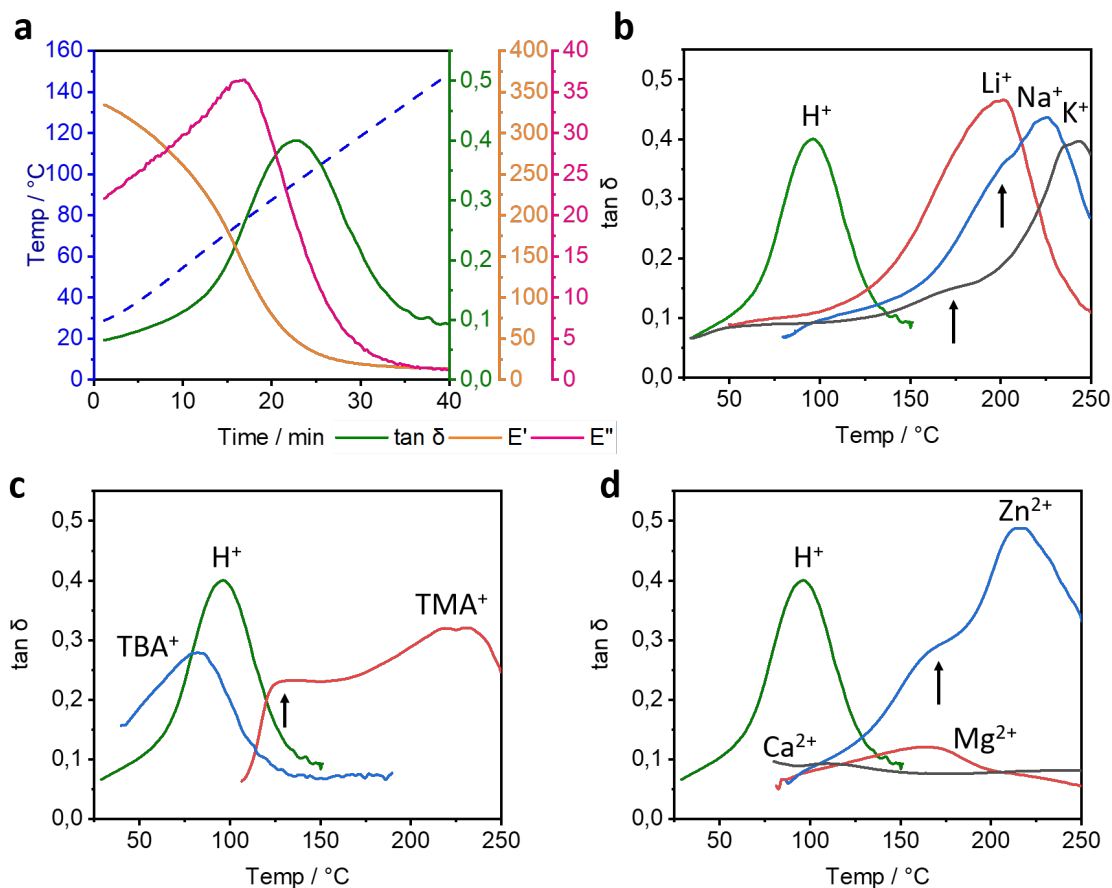 a
160
140
120
100
80
60
40
20
0
Temp / °C
0 10 20 30 40
0,5
0,4
0,3
0,2
0,1
0,0
400
350
300
250
200
150
100
50
0
40
35
30
25
20
15
10
5
0
Time / min tan δ E' E"
b
0,5
0,4
0,3
0,2
0,1
0,0
tan δ
H+
Li+
Na+
K+
50 100 150 200 250
Temp / °C
c
0,5
0,4
0,3
0,2
0,1
0,0
tan δ
TBA+
H+
TMA+
50 100 150 200 250
Temp / °C
d
0,5
0,4
0,3
0,2
0,1
0,0
tan δ
H+
Zn2+
Ca2+
Mg2+
50 100 150 200 250
Temp / °C